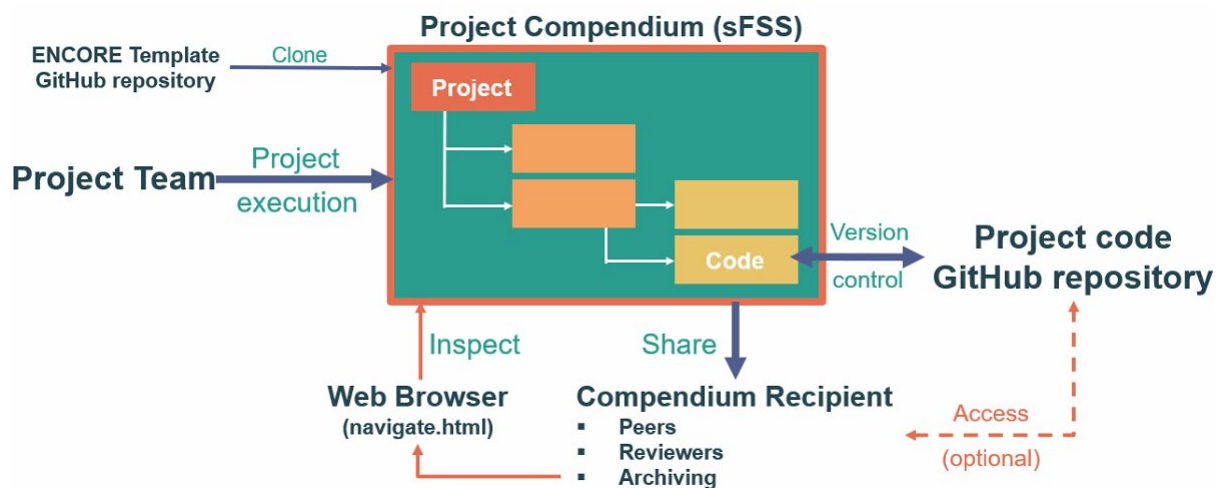 Project Compendium (sFSS)
ENCORE Template
GitHub repository
Clone
Project
Project Team
Project
execution
Code
Version
control
Project code
GitHub repository
Inspect
Share
Web Browser
(navigate.html)
Compendium Recipient
▪ Peers
▪ Reviewers
▪ Archiving
Access
(optional)